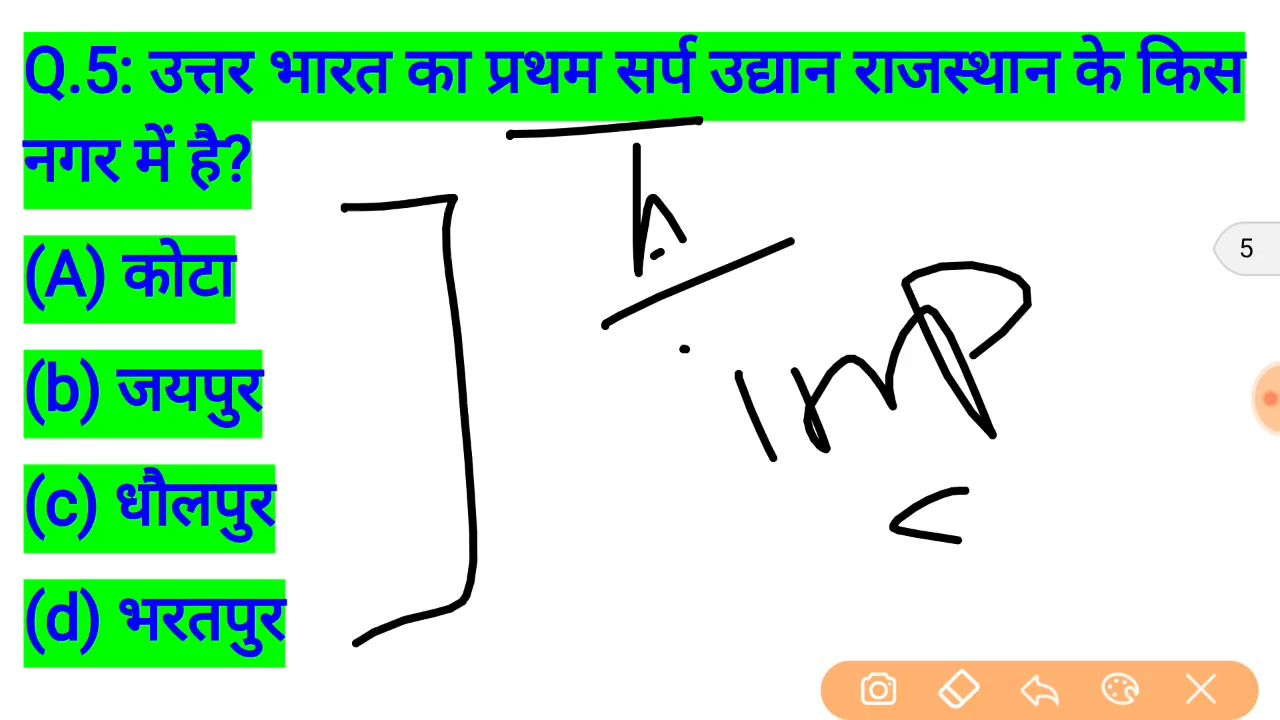 Q.5: उत्तर भारत का प्रथम सर्प उद्यान राजस्थान के किस
नगर में है?
(A) कोटा
(b) जयपुर
(c) धौलपुर
(d) भरतपुर
h
imp
5